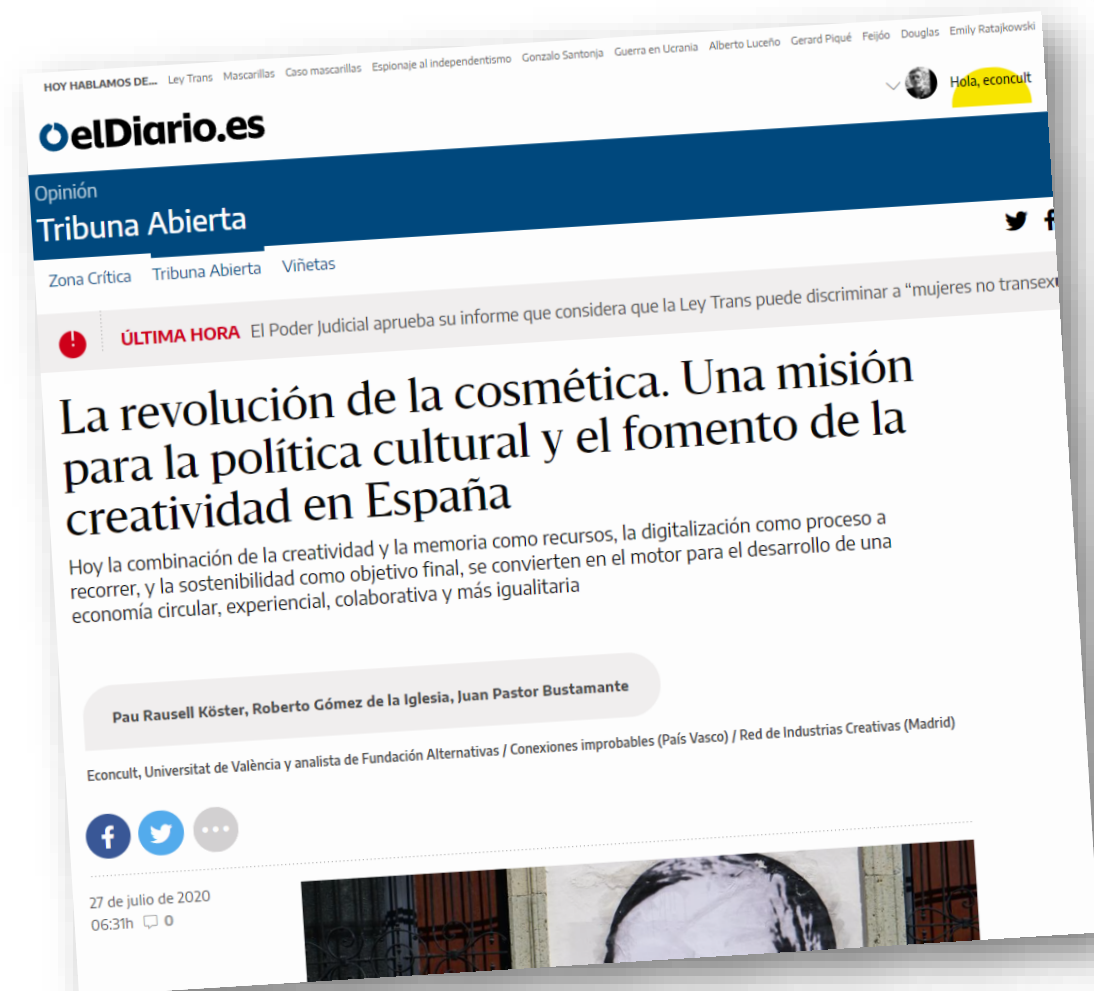 HOY HABLAMOS DE... Ley Trans Mascarillas Caso mascarillas Espionaje al independentismo Gonzalo Santonja Guerra en Ucrania Alberto Luceño Gerard Piqué Feijóo Douglas Emily Ratajkowski
Hola, econcult
elDiario.es
Opinión
Tribuna Abierta
Zona Crítica Tribuna Abierta Viñetas
ÚLTIMA HORA El Poder Judicial aprueba su informe que considera que la Ley Trans puede discriminar a “mujeres no transex
La revolución de la cosmética. Una misión
para la política cultural y el fomento de la
creatividad en España
Hoy la combinación de la creatividad y la memoria como recursos, la digitalización como proceso a
recorrer, y la sostenibilidad como objetivo final, se convierten en el motor para el desarrollo de una
economía circular, experiencial, colaborativa y más igualitaria
Pau Rausell Köster, Roberto Gómez de la Iglesia, Juan Pastor Bustamante
Econcult, Universitat de València y analista de Fundación Alternativas / Conexiones improbables (País Vasco) / Red de Industrias Creativas (Madrid)
27 de julio de 2020
06:31h 0